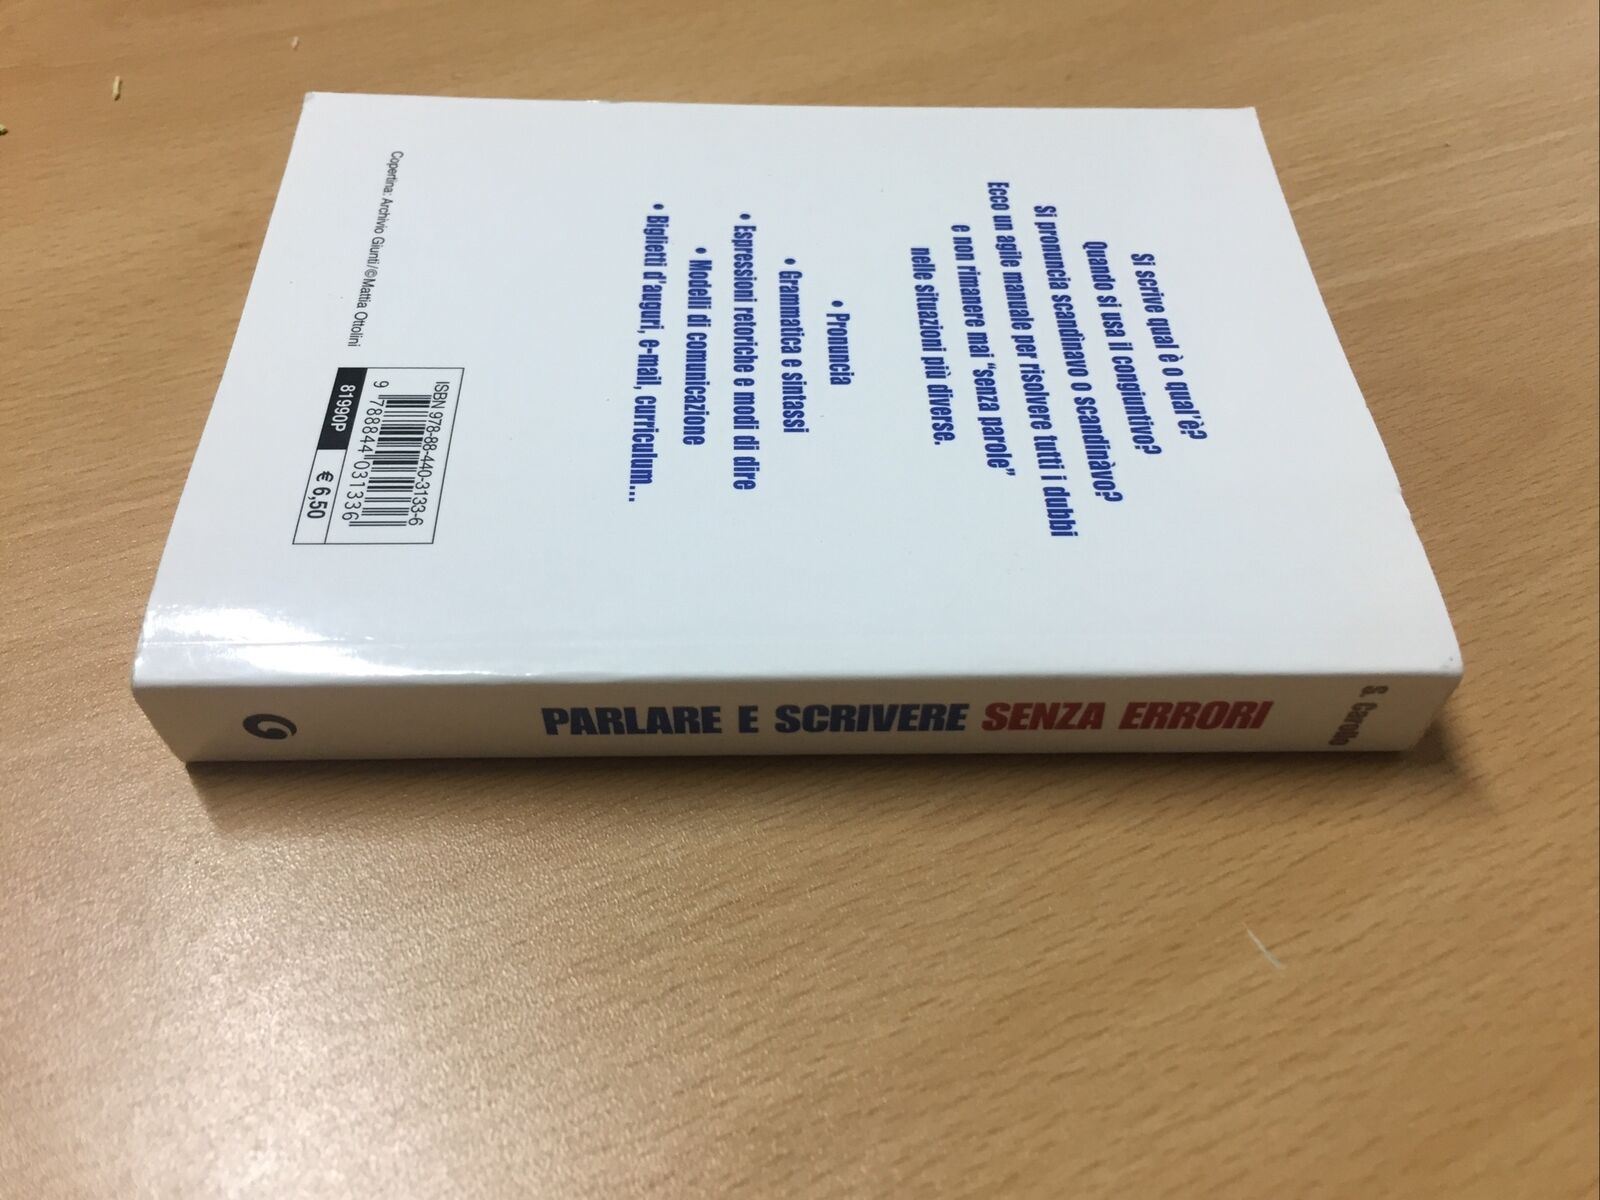 Si scrive qual è o qual'è?
Quando si usa il congiuntivo?
Si pronuncia scandinavo o scandinàvo?
Ecco un agile manuale per risolvere tutti i dubbi
e non rimanere mai “senza parole”
nelle situazioni più diverse.
• Pronuncia
• Grammatica e sintassi
• Espressioni retoriche e modi di dire
• Modelli di comunicazione
• Biglietti d'auguri, e-mail, curriculum...
Copertina: Archivio Giunti/©Mattia Ottolini
ISBN 978-88-440-3133-6
9 788844 031336
81990P
€ 6,50
S. Carollo
PARLARE E SCRIVERE SENZA ERRORI